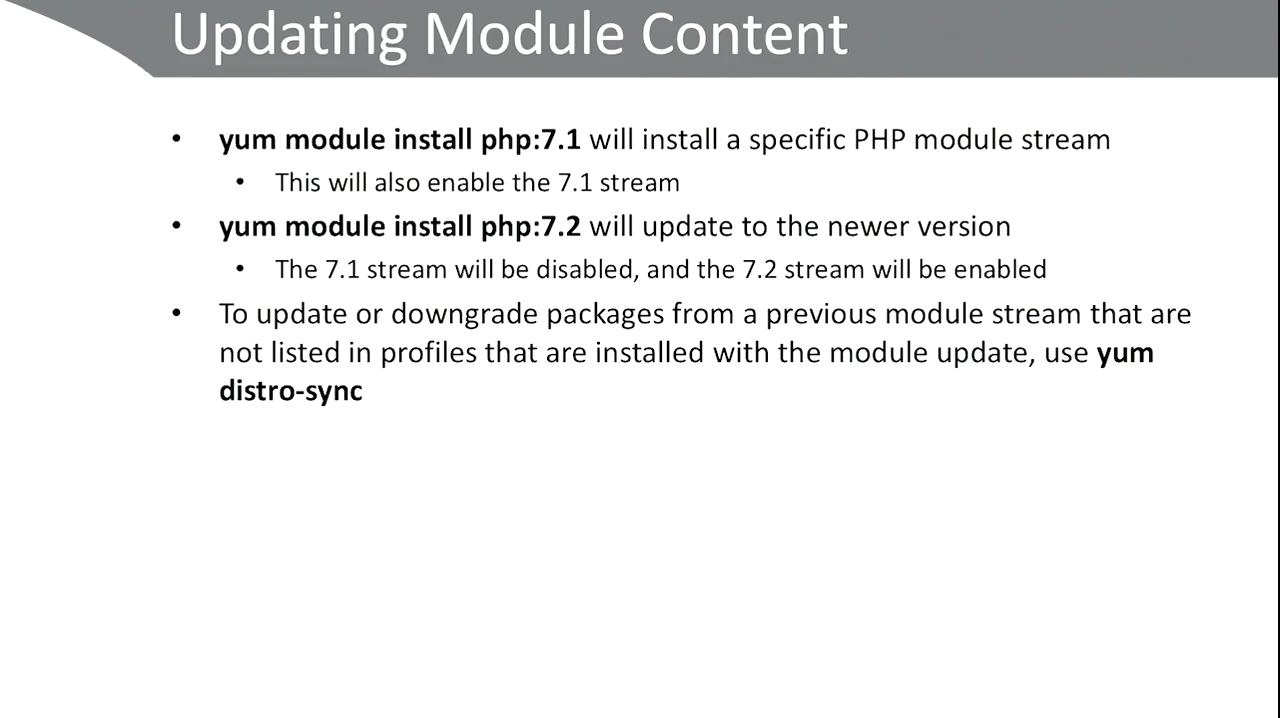 Updating Module Content
• yum module install php:7.1 will install a specific PHP module stream
• This will also enable the 7.1 stream
• yum module install php:7.2 will update to the newer version
• The 7.1 stream will be disabled, and the 7.2 stream will be enabled
• To update or downgrade packages from a previous module stream that are
not listed in profiles that are installed with the module update, use yum
distro-sync